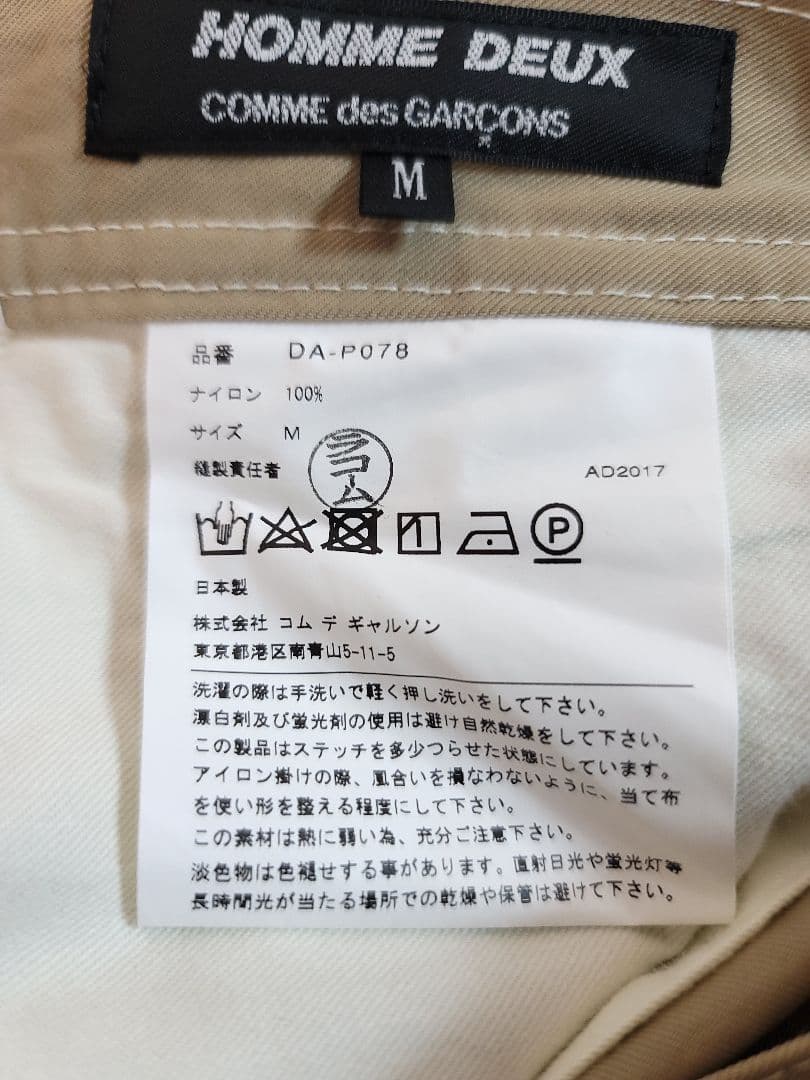 HOMME DEUX
COMME des GARÇONS
M
品番 DA-P078
ナイロン 100%
サイズ M
縫製責任者 ラコーム AD2017
1 P
日本製
株式会社 コム デ ギャルソン
東京都港区南青山5-11-5
洗濯の際は手洗いで軽く押し洗いをして下さい。
漂白剤及び蛍光剤の使用は避け自然乾燥をして下さい。
この製品はステッチを多少つらせた状態にしています。
アイロン掛けの際、風合いを損なわないように、当て布
を使い形を整える程度にして下さい。
この素材は熱に弱い為、充分ご注意下さい。
淡色物は色褪せする事があります。直射日光や蛍光灯等
長時間光が当たる場所での乾燥や保管は避けて下さい。